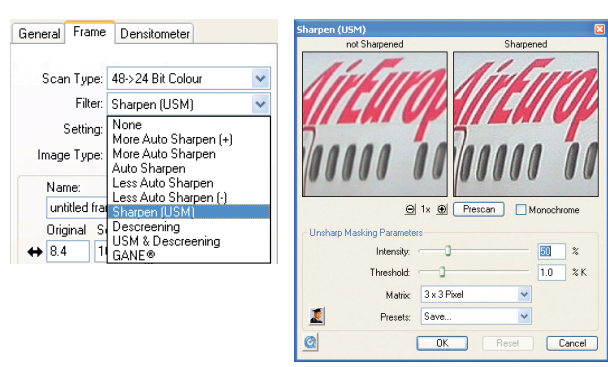 General Frame Densitometer
Scan Type: 48->24 Bit Colour
Filter: Sharpen (USM)
Setting:
Image Type:
None
More Auto Sharpen (+)
More Auto Sharpen
Auto Sharpen
Less Auto Sharpen
Less Auto Sharpen (-)
Sharpen (USM)
Descreening
USM & Descreening
GANE®
Name:
untitled fra
Original
8.4
Sharpen (USM)
not Sharpened Sharpened
AirEurop AirEurop
1x Prescan Monochrome
Unsharp Masking Parameters
Intensity: 50 %
Threshold: 1.0 % K
Matrix: 3 x 3 Pixel
Presets: Save...
OK Reset Cancel